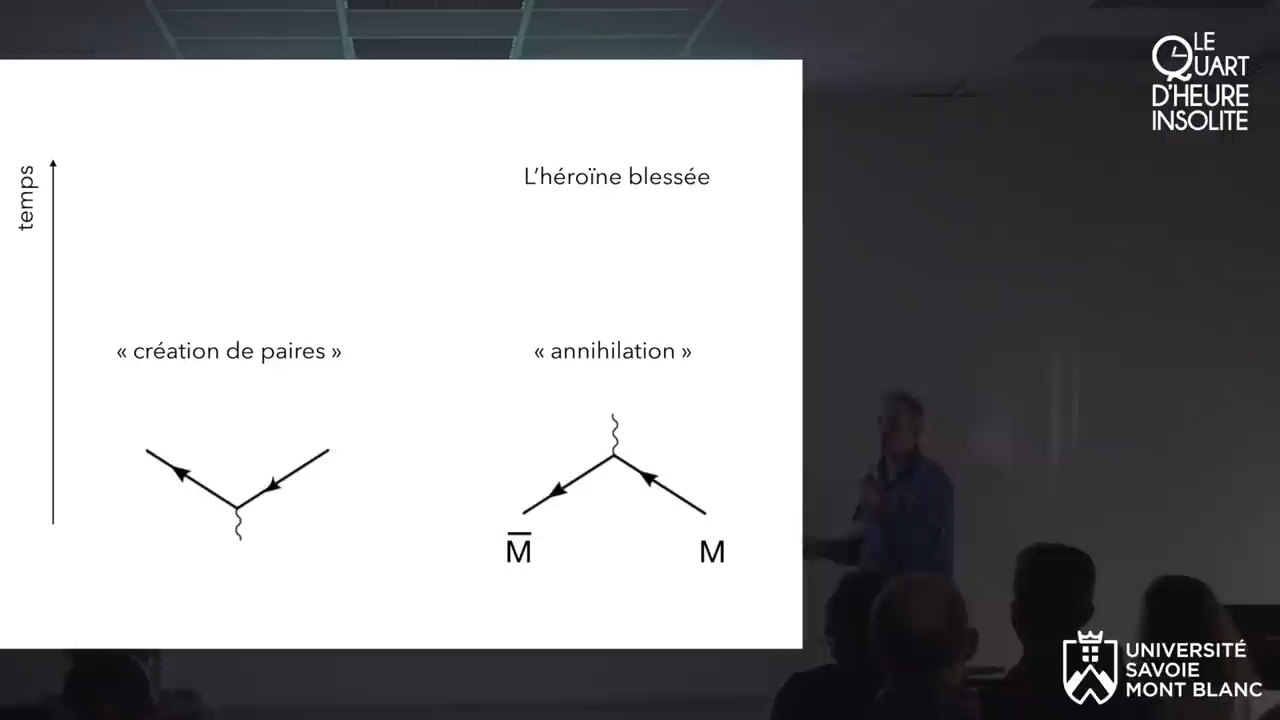 LE
QUART
D'HEURE
INSOLITE
temps
L'héroïne blessée
« création de paires »
« annihilation »
M̅
M
UNIVERSITÉ
SAVOIE
MONT BLANC